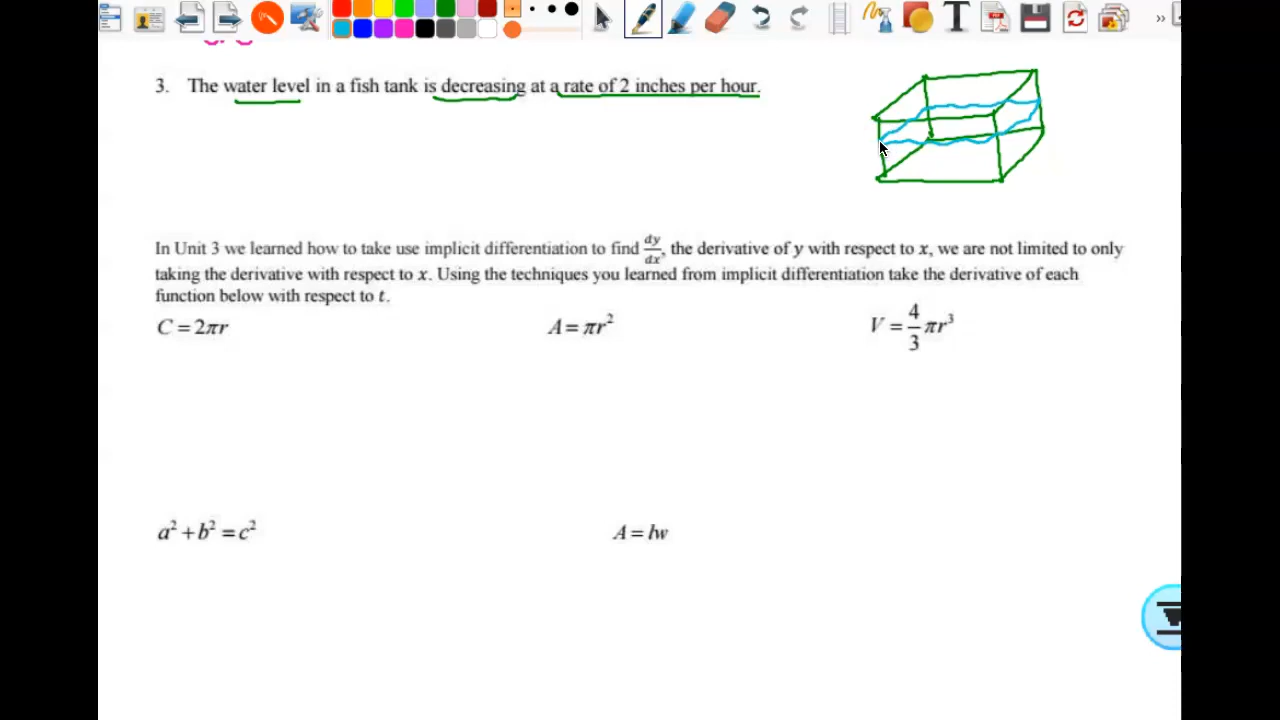 3. The water level in a fish tank is decreasing at a rate of 2 inches per hour.
In Unit 3 we learned how to take use implicit differentiation to find dy/dx, the derivative of y with respect to x, we are not limited to only
taking the derivative with respect to x. Using the techniques you learned from implicit differentiation take the derivative of each
function below with respect to t.
C = 2πr A = πr² V = 4/3 πr³
a² + b² = c² A = lw